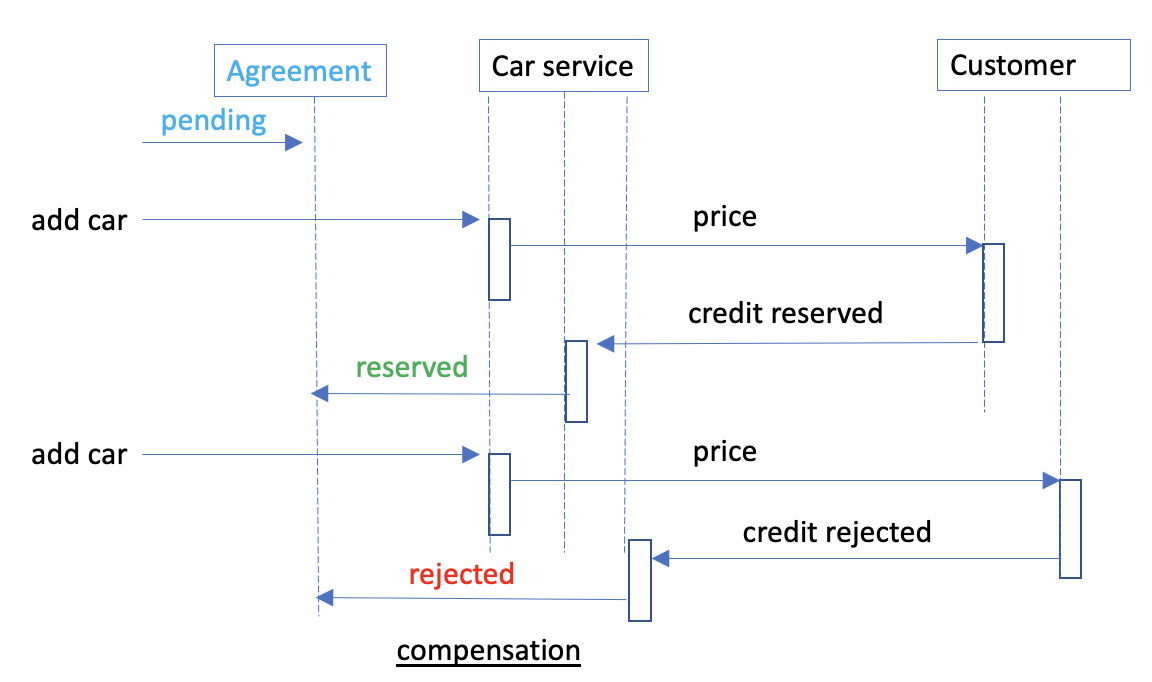 Agreement
Car service
Customer
pending
add car
price
credit reserved
reserved
add car
price
credit rejected
rejected
compensation